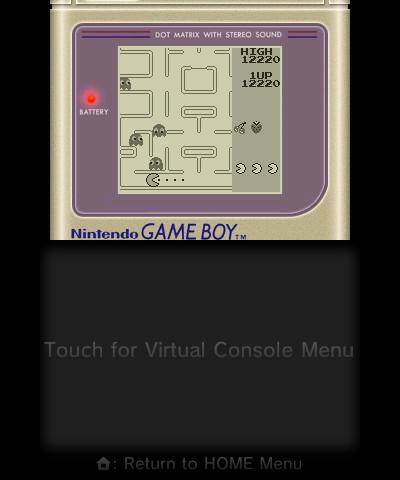 DOT MATRIX WITH STEREO SOUND
HIGH
12220
1UP
12220
BATTERY
Nintendo GAME BOY TM
Touch for Virtual Console Menu
: Return to HOME Menu